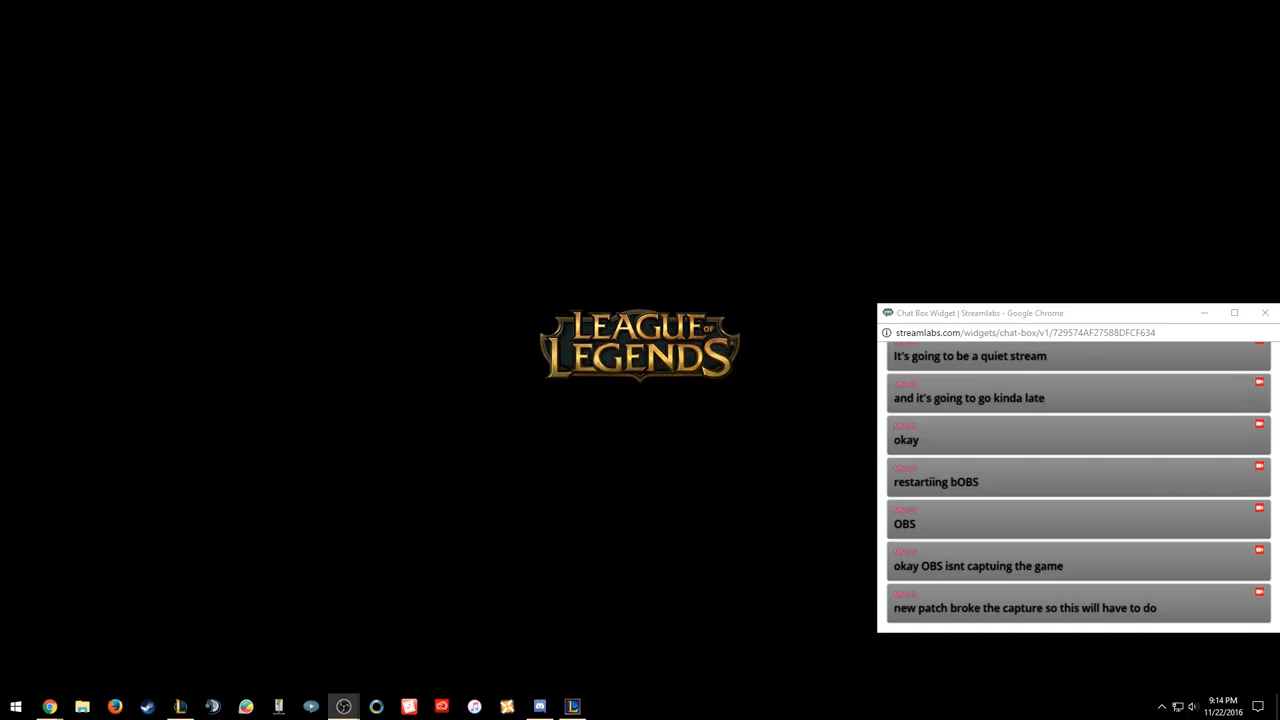 LEAGUE OF
LEGENDS
Chat Box Widget | Streamlabs - Google Chrome
streamlabs.com/widgets/chat-box/v1/729574AF27588DFCF634
It's going to be a quiet stream
and it's going to go kinda late
okay
restartiing bOBS
OBS
okay OBS isnt captuing the game
new patch broke the capture so this will have to do
9:14 PM
11/22/2016